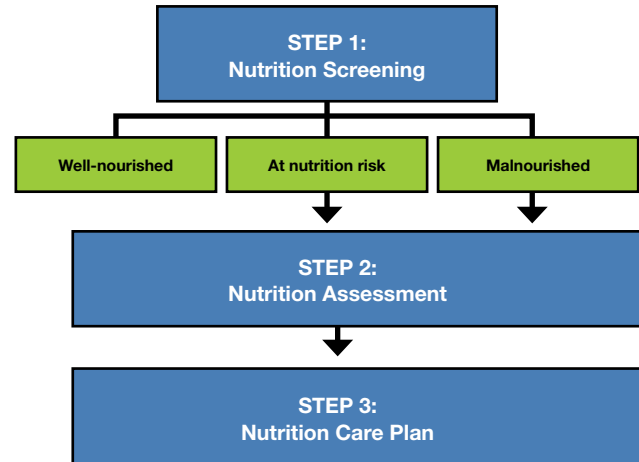 STEP 1:
Nutrition Screening
Well-nourished
At nutrition risk
Malnourished
STEP 2:
Nutrition Assessment
STEP 3:
Nutrition Care Plan